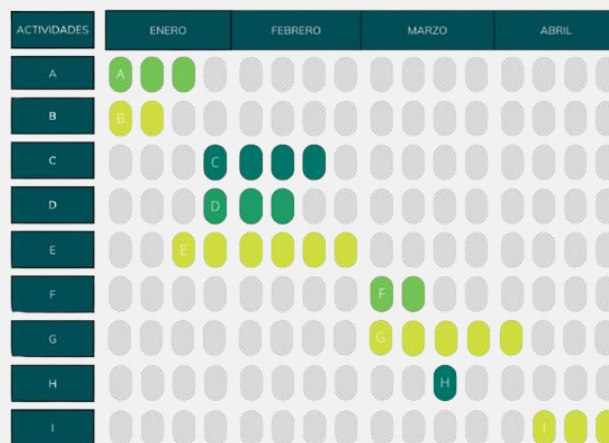 ACTIVIDADES ENERO FEBRERO MARZO ABRIL
A A
B B
C C
D D
E E
F F
G G
H H
I I